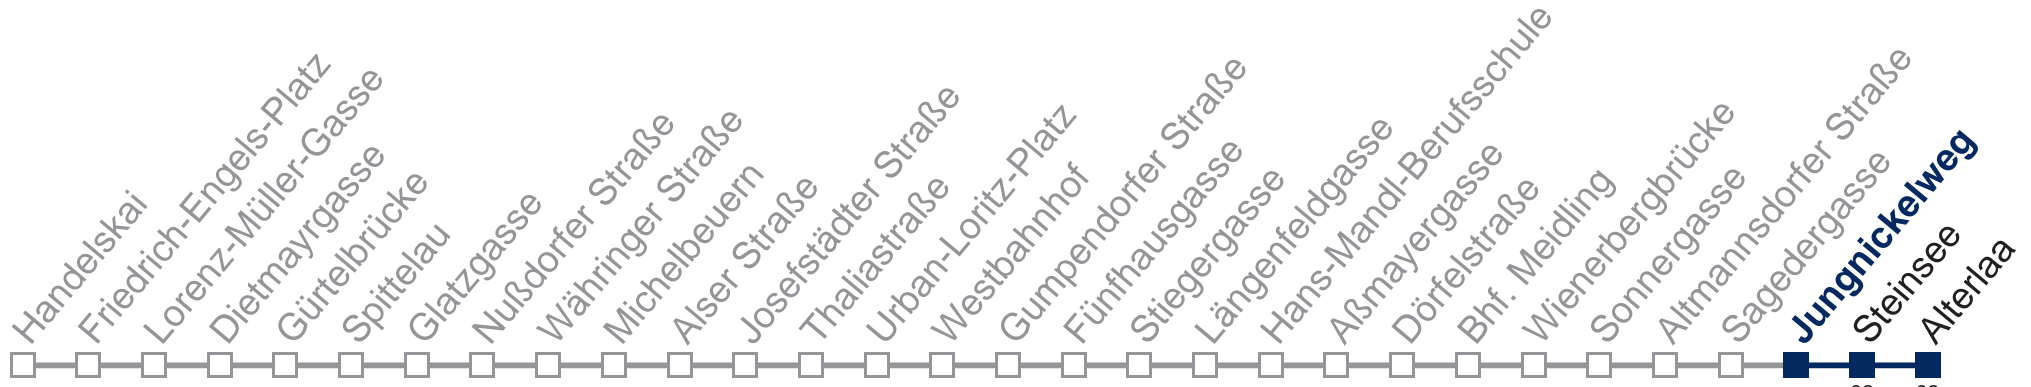 Handelskai
Friedrich-Engels-Platz
Lorenz-Müller-Gasse
Dietmayrgasse
Gürtelbrücke
Spittelau
Glatzgasse
Nußdorfer Straße
Währinger Straße
Michelbeuern
Alser Straße
Josefstädter Straße
Thaliastraße
Urban-Loritz-Platz
Westbahnhof
Gumpendorfer Straße
Fünfhausgasse
Stiegergasse
Längenfeldgasse
Hans-Mandl-Berufsschule
Aßmayergasse
Dörfelstraße
Bhf. Meidling
Wienerbergbrücke
Sonnergasse
Altmannsdorfer Straße
Sagedergasse
Jungnickelweg
Steinsee
Alterlaa